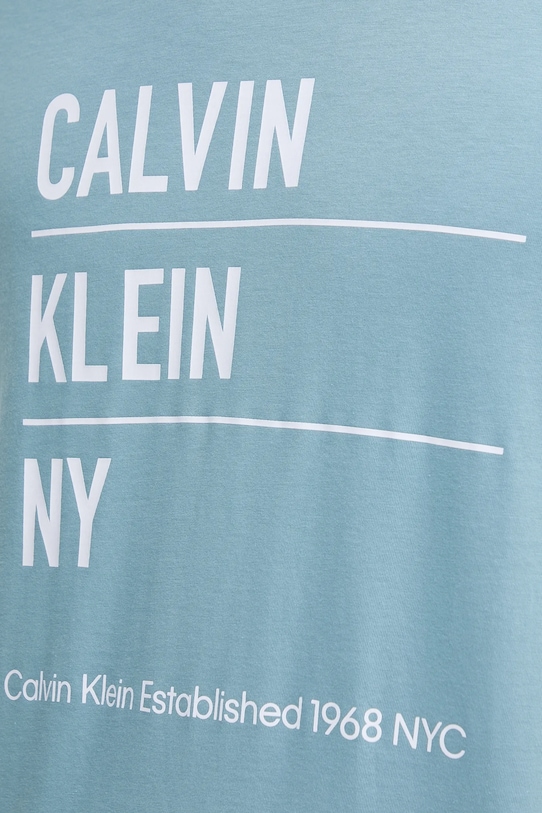 CALVIN
KLEIN
NY
Calvin Klein Established 1968 NYC